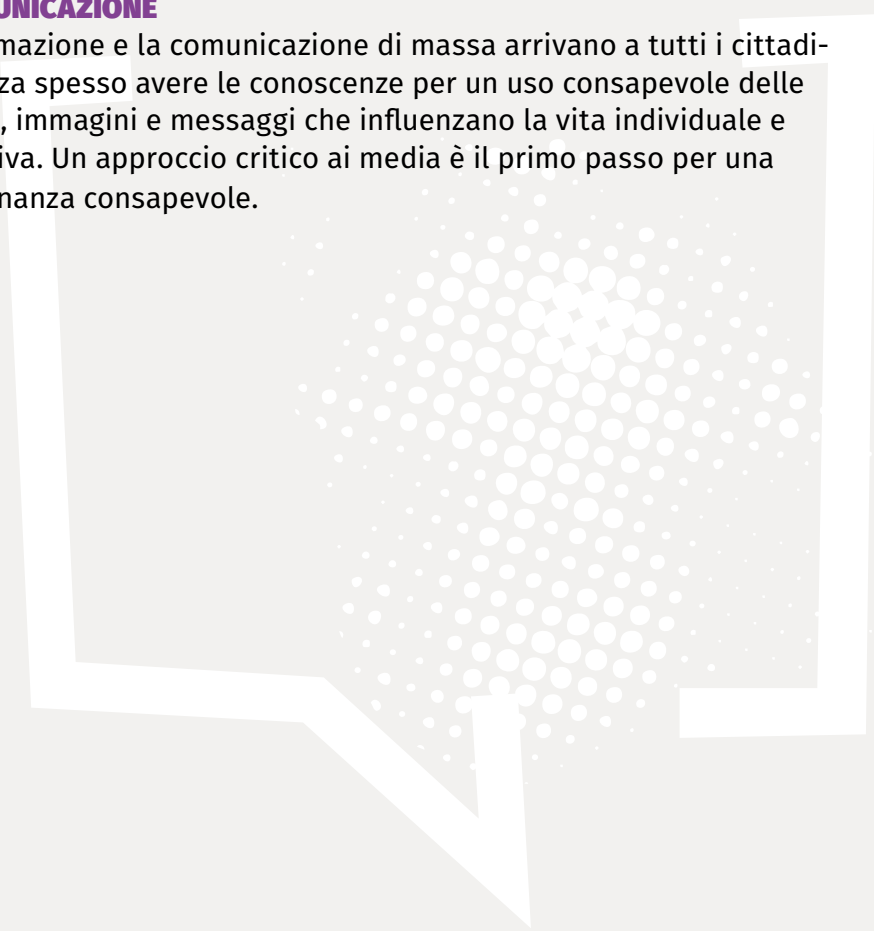 UNICAZIONE
mazione e la comunicazione di massa arrivano a tutti i cittadi-
za spesso avere le conoscenze per un uso consapevole delle
, immagini e messaggi che influenzano la vita individuale e
iva. Un approccio critico ai media è il primo passo per una
nanza consapevole.